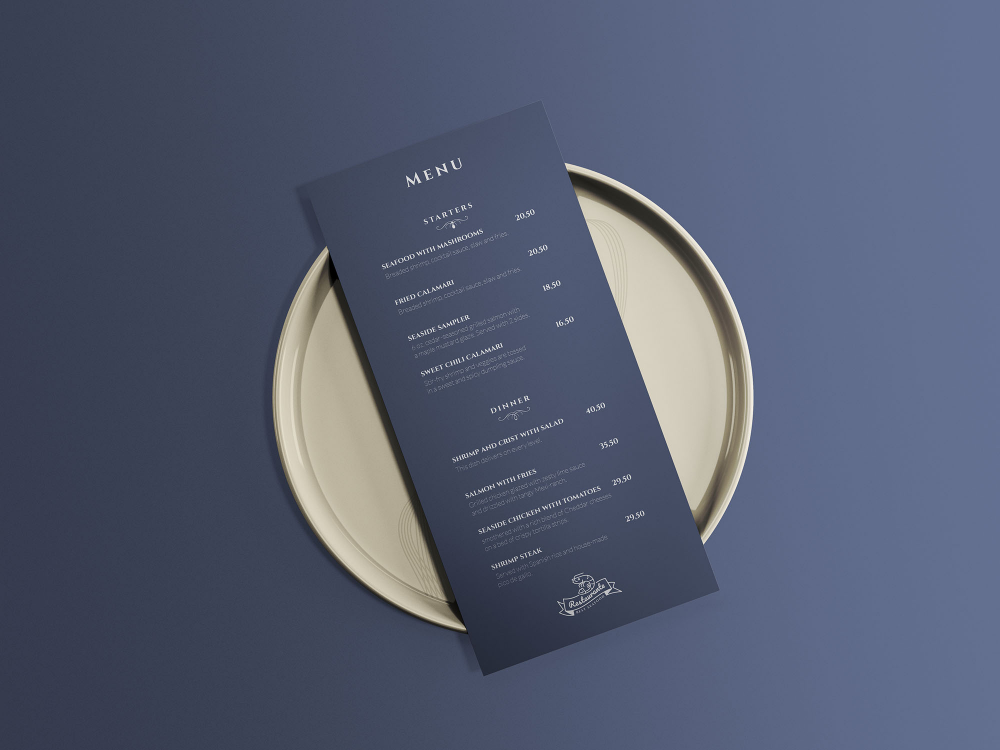 MENU
STARTERS
SEAFOOD WITH MASHROOMS 20.50
Breaded shrimp, cocktail sauce, slaw and fries.
FRIED CALAMARI 20.50
Breaded shrimp, cocktail sauce, slaw and fries
SEASIDE SAMPLER 18.50
4 oz. cedar-seasoned grilled salmon with
a maple mustard glaze. Served with 2 sides.
SWEET CHILI CALAMARI 16.50
Stir-fry shrimp and veggies are tossed
in a sweet and spicy dumpling sauce.
DINNER
SHRIMP AND CRIST WITH SALAD 40.50
This dish delivers on every level.
SALMON WITH FRIES 35.50
Grilled chicken glazed with zesty lime sauce
and drizzled with tangy Mexi-ranch.
SEASIDE CHICKEN WITH TOMATOES 29.50
smothered with a rich blend of Cheddar cheeses
on a bed of crispy tortilla strips.
SHRIMP STEAK 29.50
Served with Spanish rice and house-made
pico de gallo.
Restaurante
BEST SEAFOOD